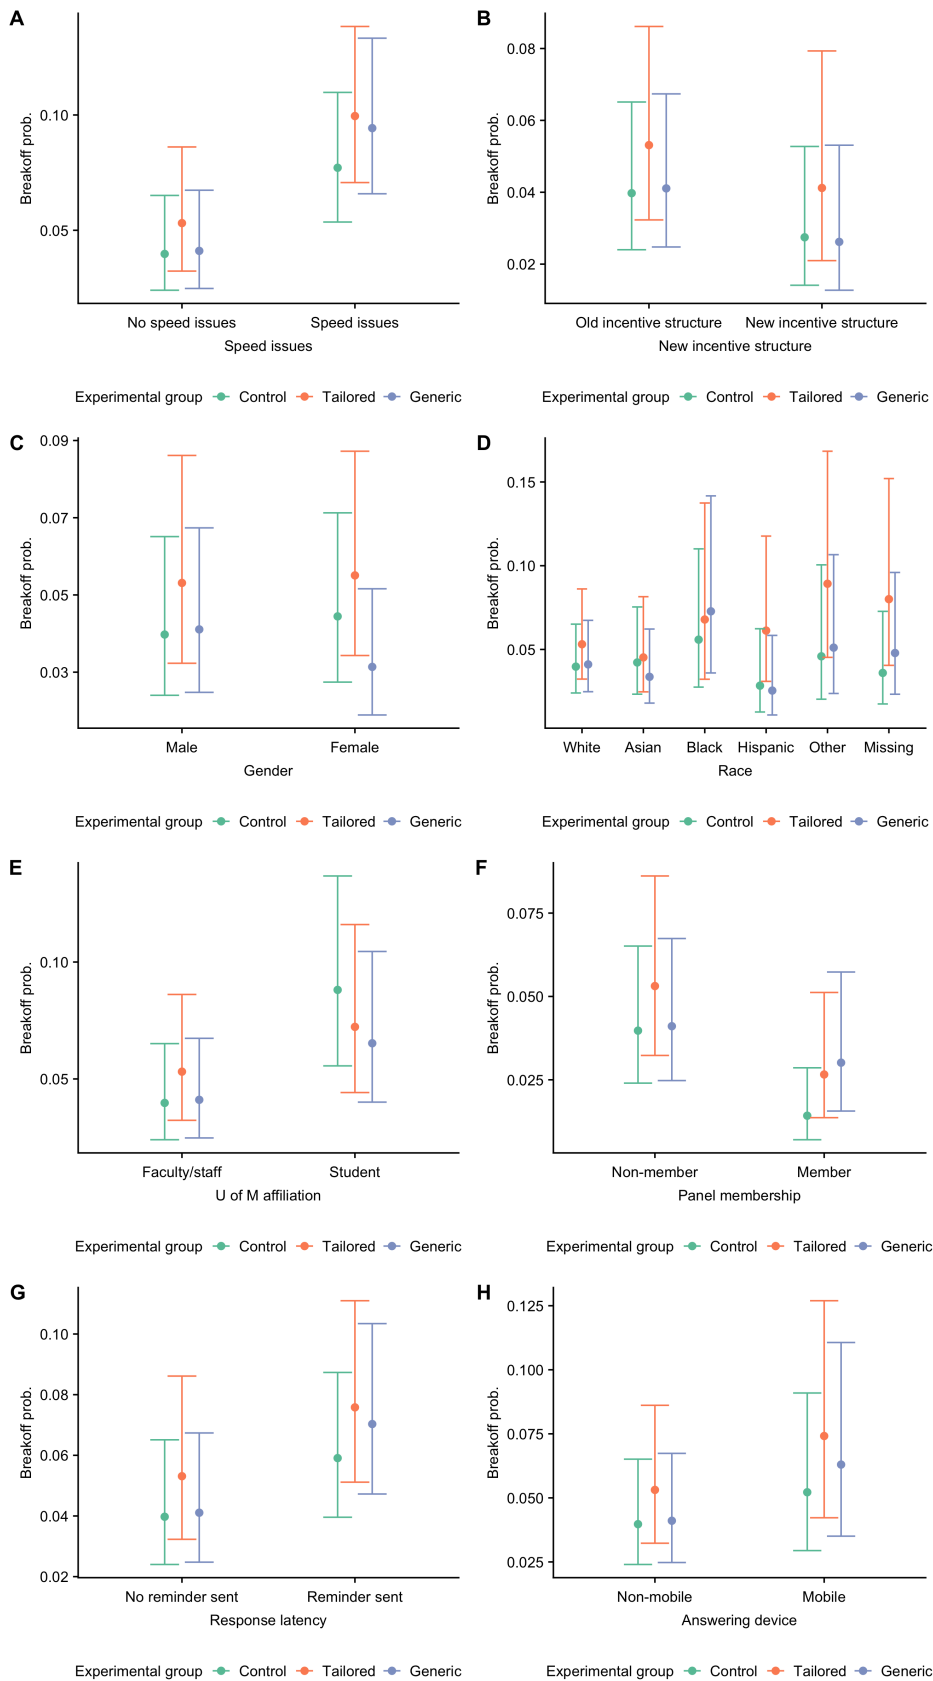 A
Breakoff prob.
0.10
0.05
No speed issues Speed issues
Speed issues
Experimental group Control Tailored Generic
B
Breakoff prob.
0.08
0.06
0.04
0.02
Old incentive structure New incentive structure
New incentive structure
Experimental group Control Tailored Generic
C
Breakoff prob.
0.09
0.07
0.05
0.03
Male Female
Gender
Experimental group Control Tailored Generic
D
Breakoff prob.
0.15
0.10
0.05
White Asian Black Hispanic Other Missing
Race
Experimental group Control Tailored Generic
E
Breakoff prob.
0.10
0.05
Faculty/staff Student
U of M affiliation
Experimental group Control Tailored Generic
F
Breakoff prob.
0.075
0.050
0.025
Non-member Member
Panel membership
Experimental group Control Tailored Generic
G
Breakoff prob.
0.10
0.08
0.06
0.04
0.02
No reminder sent Reminder sent
Response latency
Experimental group Control Tailored Generic
H
Breakoff prob.
0.125
0.100
0.075
0.050
0.025
Non-mobile Mobile
Answering device
Experimental group Control Tailored Generic